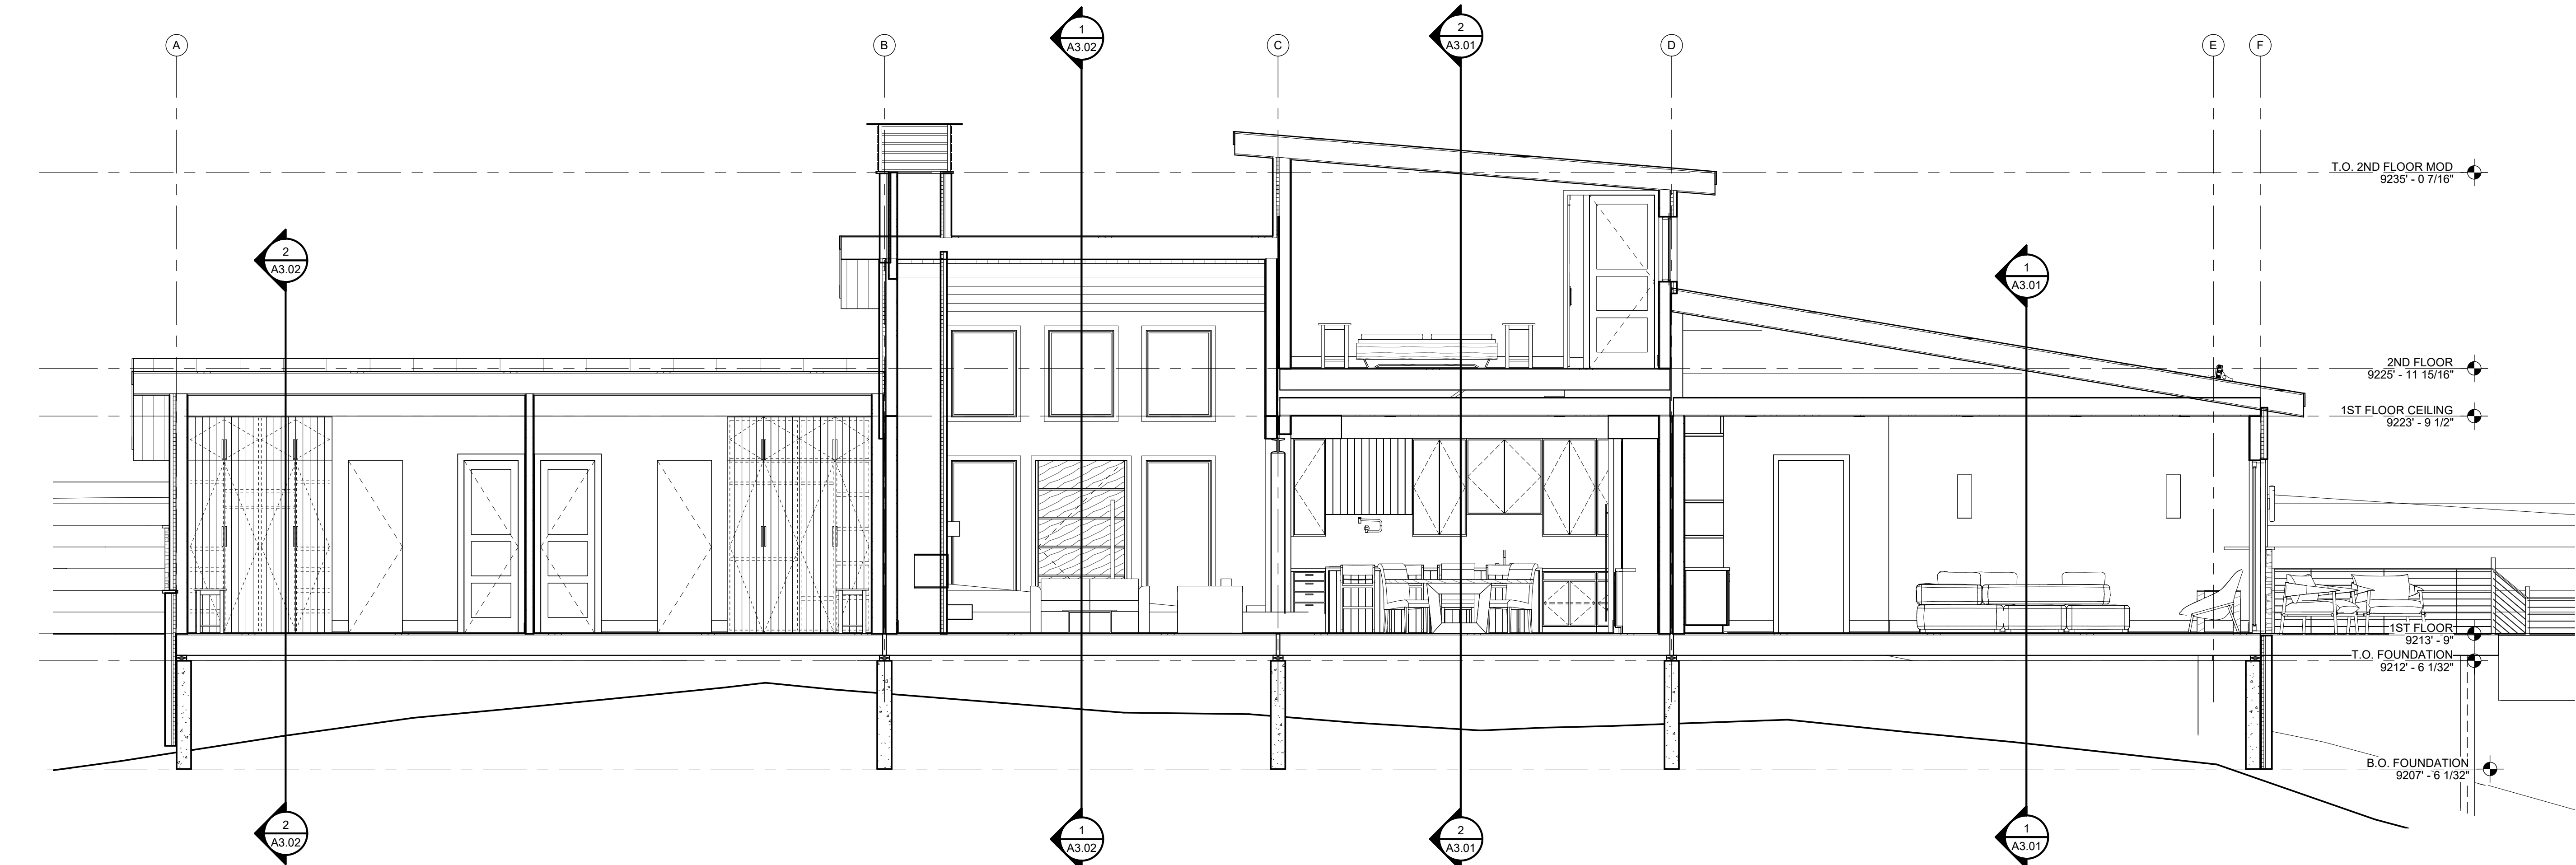 A
B
C
D
E
F
1
A3.02
2
A3.01
2
A3.02
1
A3.01
T.O. 2ND FLOOR MOD
9235' - 0 7/16"
2ND FLOOR
9225' - 11 15/16"
1ST FLOOR CEILING
9223' - 9 1/2"
1ST FLOOR
9213' - 9"
T.O. FOUNDATION
9212' - 6 1/32"
B.O. FOUNDATION
9207' - 6 1/32"
2
A3.02
1
A3.02
2
A3.01
1
A3.01